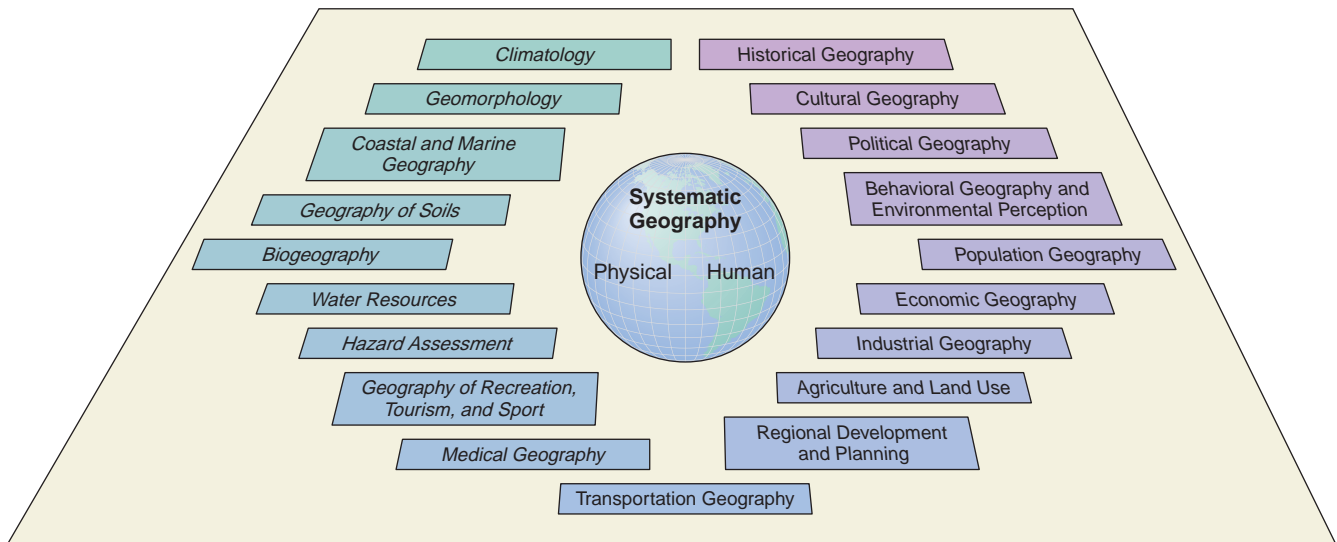 Climatology
Geomorphology
Coastal and Marine
Geography
Geography of Soils
Biogeography
Water Resources
Hazard Assessment
Geography of Recreation,
Tourism, and Sport
Medical Geography
Transportation Geography
Systematic
Geography
Physical Human
Historical Geography
Cultural Geography
Political Geography
Behavioral Geography and
Environmental Perception
Population Geography
Economic Geography
Industrial Geography
Agriculture and Land Use
Regional Development
and Planning